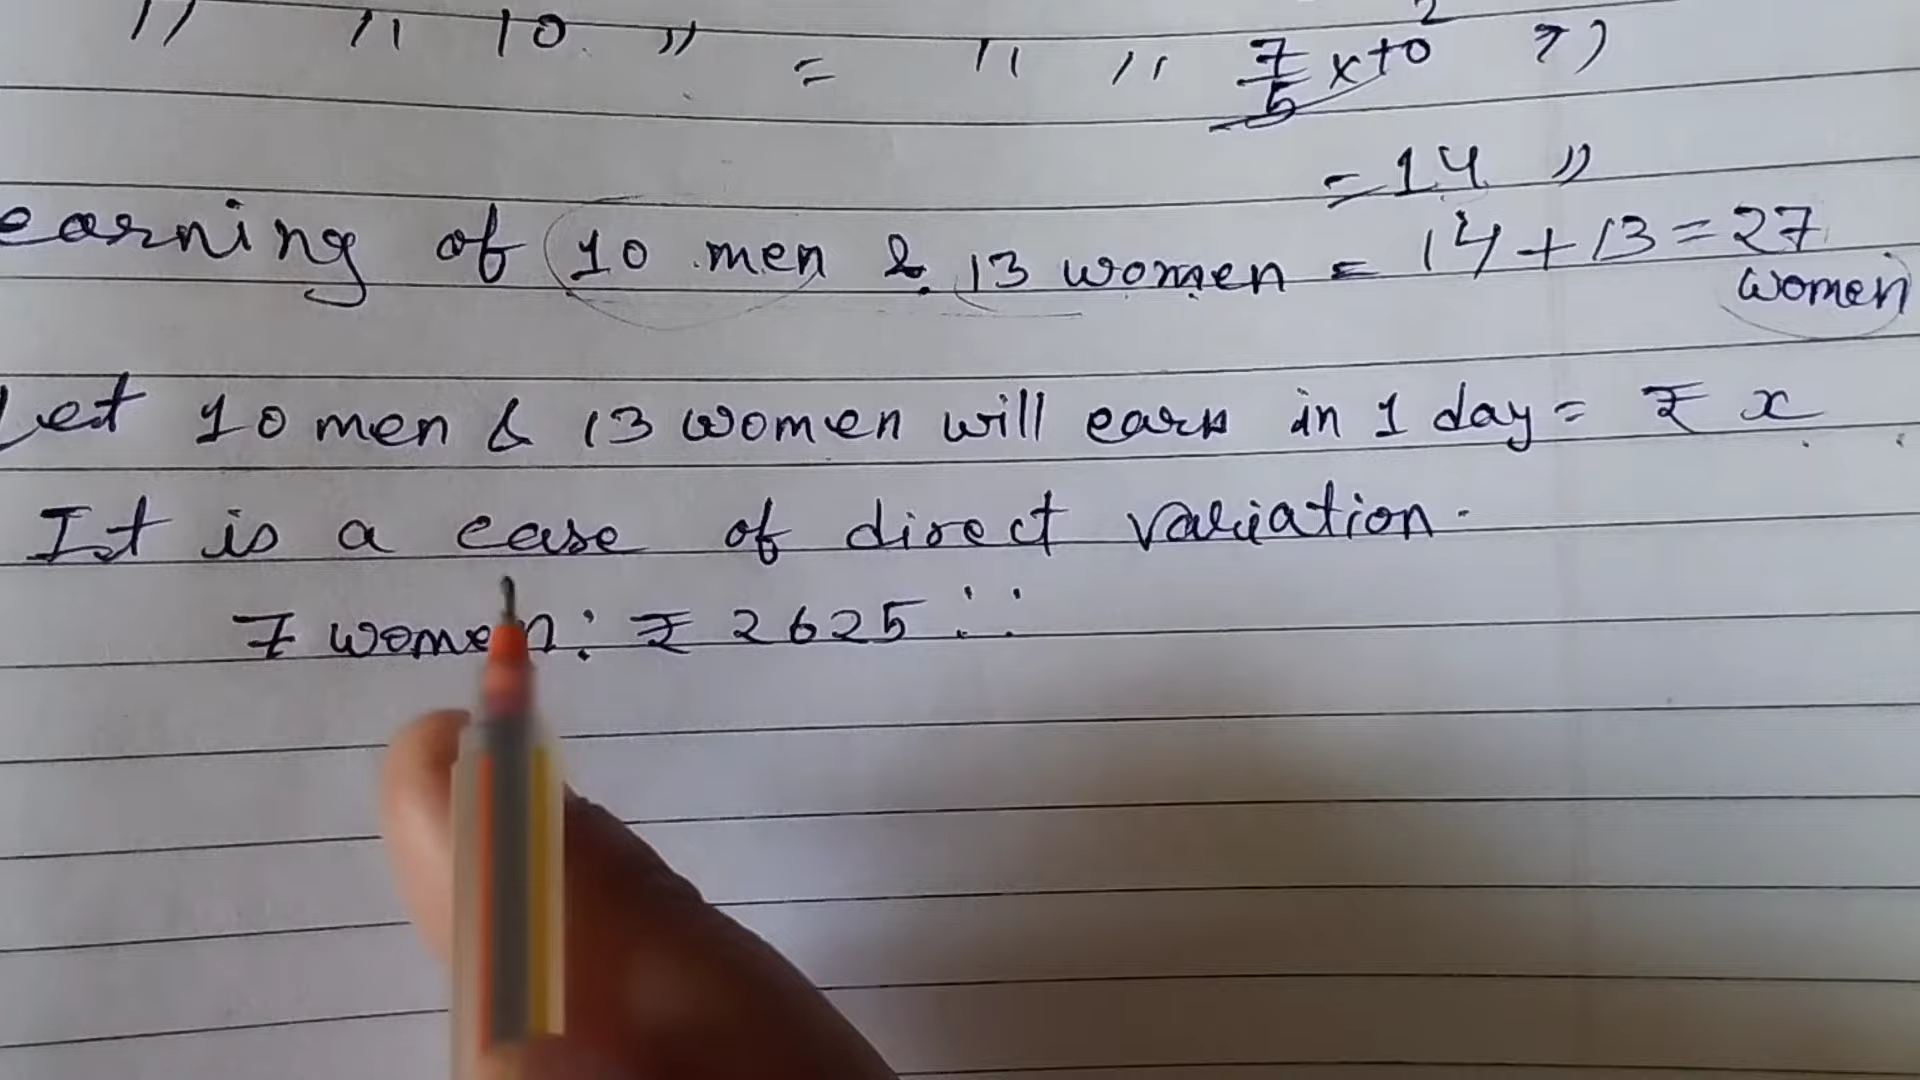 " " 10 " = " " 7/5 x 10 2 "
= 14 "
earning of 10 men & 13 women = 14 + 13 = 27 women
Let 10 men & 13 women will earn in 1 day = ₹ x
It is a case of direct variation.
7 women : ₹ 2625 ::